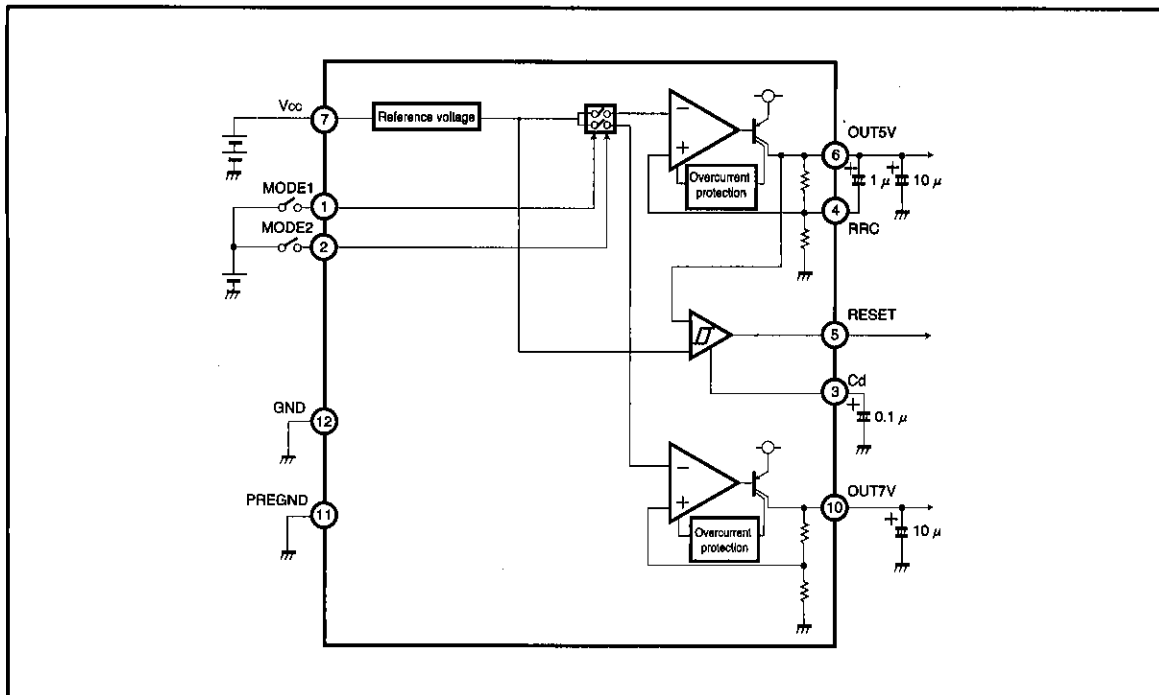 Vcc
7
Reference voltage
MODE1
1
MODE2
2
GND
12
PREGND
11
−
+
Overcurrent
protection
OUT5V
6
+
1 μ
+
10 μ
4
RRC
RESET
5
Cd
3
+
0.1 μ
−
+
Overcurrent
protection
OUT7V
10
+
10 μ